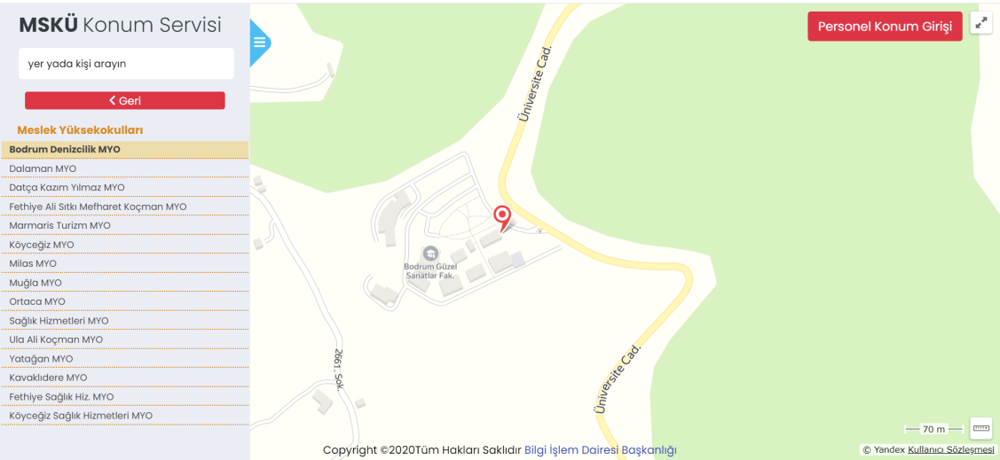 MSKÜ Konum Servisi
yer yada kişi arayın
Geri
Meslek Yüksekokulları
Bodrum Denizcilik MYO
Dalaman MYO
Datça Kazım Yılmaz MYO
Fethiye Ali Sıtkı Mefharet Koçman MYO
Marmaris Turizm MYO
Köyceğiz MYO
Milas MYO
Muğla MYO
Ortaca MYO
Sağlık Hizmetleri MYO
Ula Ali Koçman MYO
Yatağan MYO
Kavaklıdere MYO
Fethiye Sağlık Hiz. MYO
Köyceğiz Sağlık Hizmetleri MYO
Personel Konum Girişi
Üniversite Cad.
Bodrum Güzel
Sanatlar Fak.
2661. Sok.
Üniversite Cad.
70 m
Copyright ©2020Tüm Hakları Saklıdır Bilgi İşlem Dairesi Başkanlığı
© Yandex Kullanıcı Sözleşmesi